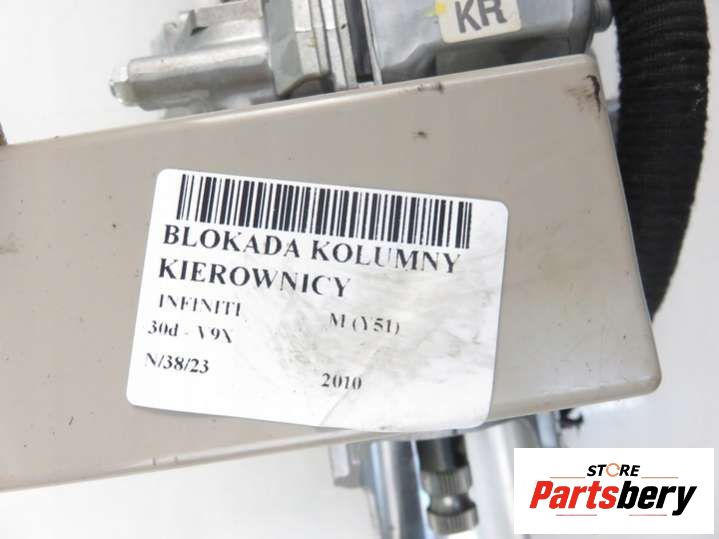 KR
BLOKADA KOLUMNY
KIEROWNICY
INFINITI M (Y51)
30d - V9X
N/38/23 2010
STORE
Partsbery